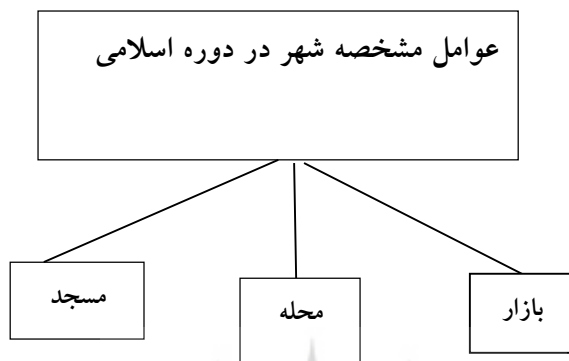 عوامل مشخصه شهر در دوره اسلامی
بازار
محله
مسجد